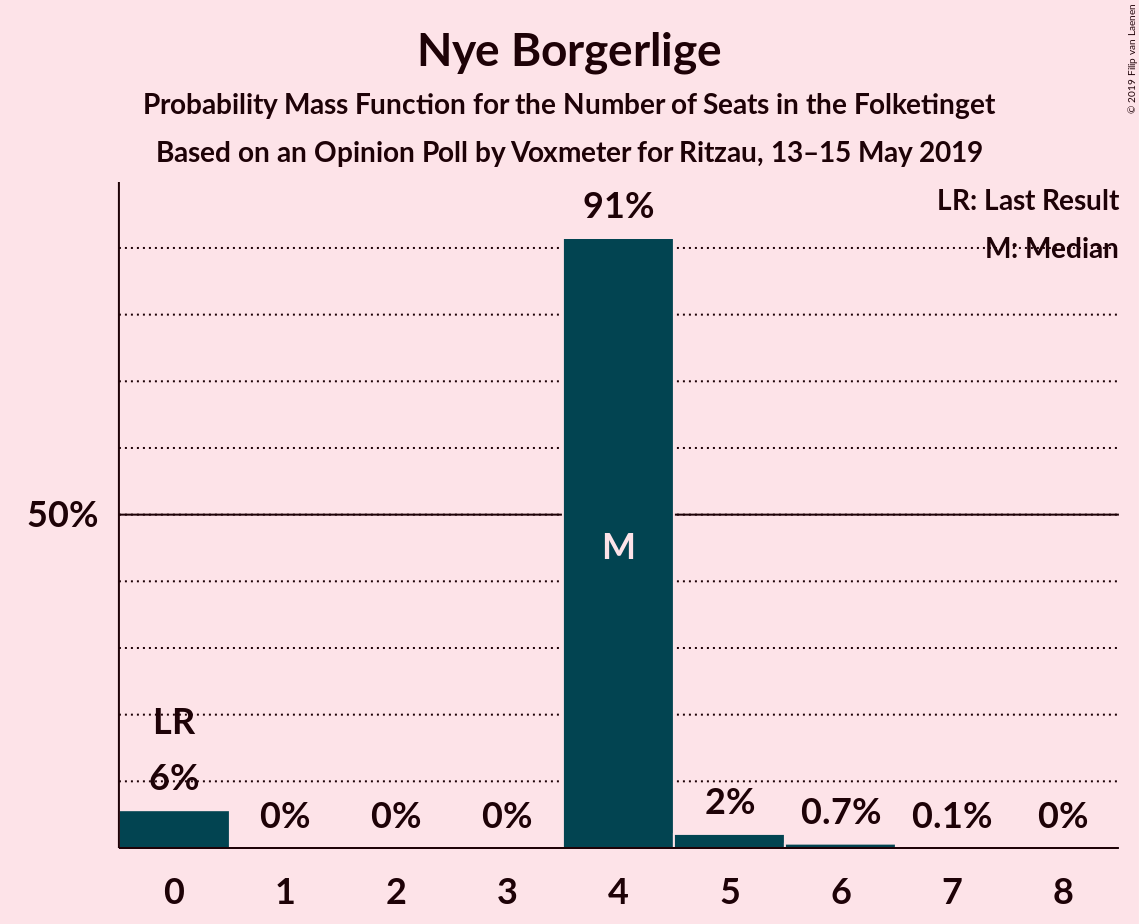 Nye Borgerlige
Probability Mass Function for the Number of Seats in the Folketinget
Based on an Opinion Poll by Voxmeter for Ritzau, 13–15 May 2019
© 2019 Filip van Laenen
LR: Last Result
M: Median
91%
50%
M
LR
6%
0%
0%
0%
2%
0.7%
0.1%
0%
0 1 2 3 4 5 6 7 8